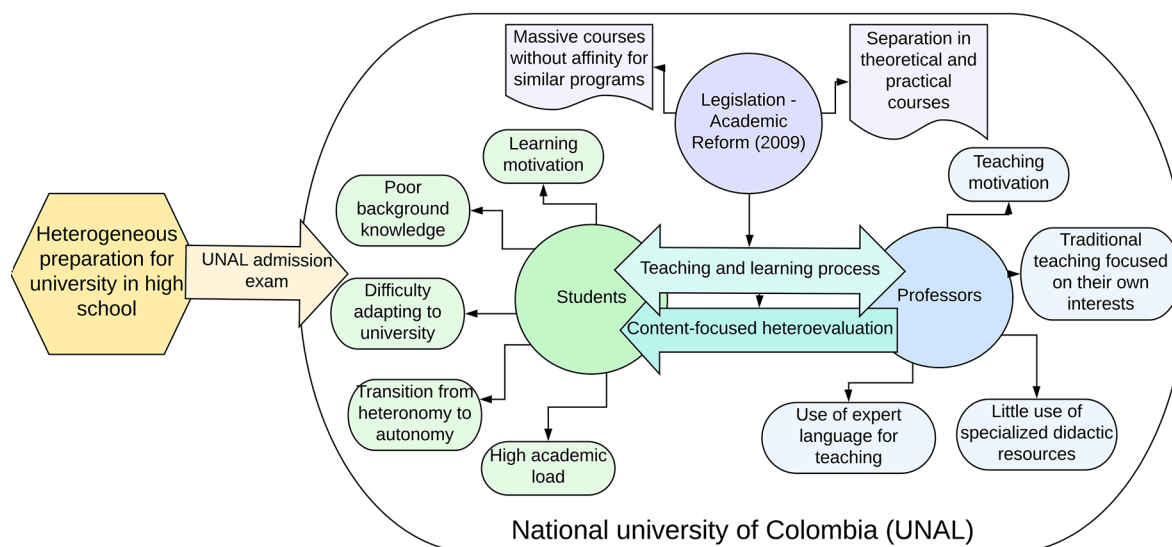 Massive courses
without affinity for
similar programs
Legislation -
Academic
Reform (2009)
Separation in
theoretical and
practical
courses
Learning
motivation
Teaching
motivation
Poor
background
knowledge
Heterogeneous
preparation for
university in high
school
UNAL admission
exam
Difficulty
adapting to
university
Students
Teaching and learning process
Content-focused heteroevaluation
Professors
Traditional
teaching focused
on their own
interests
Transition from
heteronomy to
autonomy
High academic
load
Use of expert
language for
teaching
Little use of
specialized didactic
resources
National university of Colombia (UNAL)